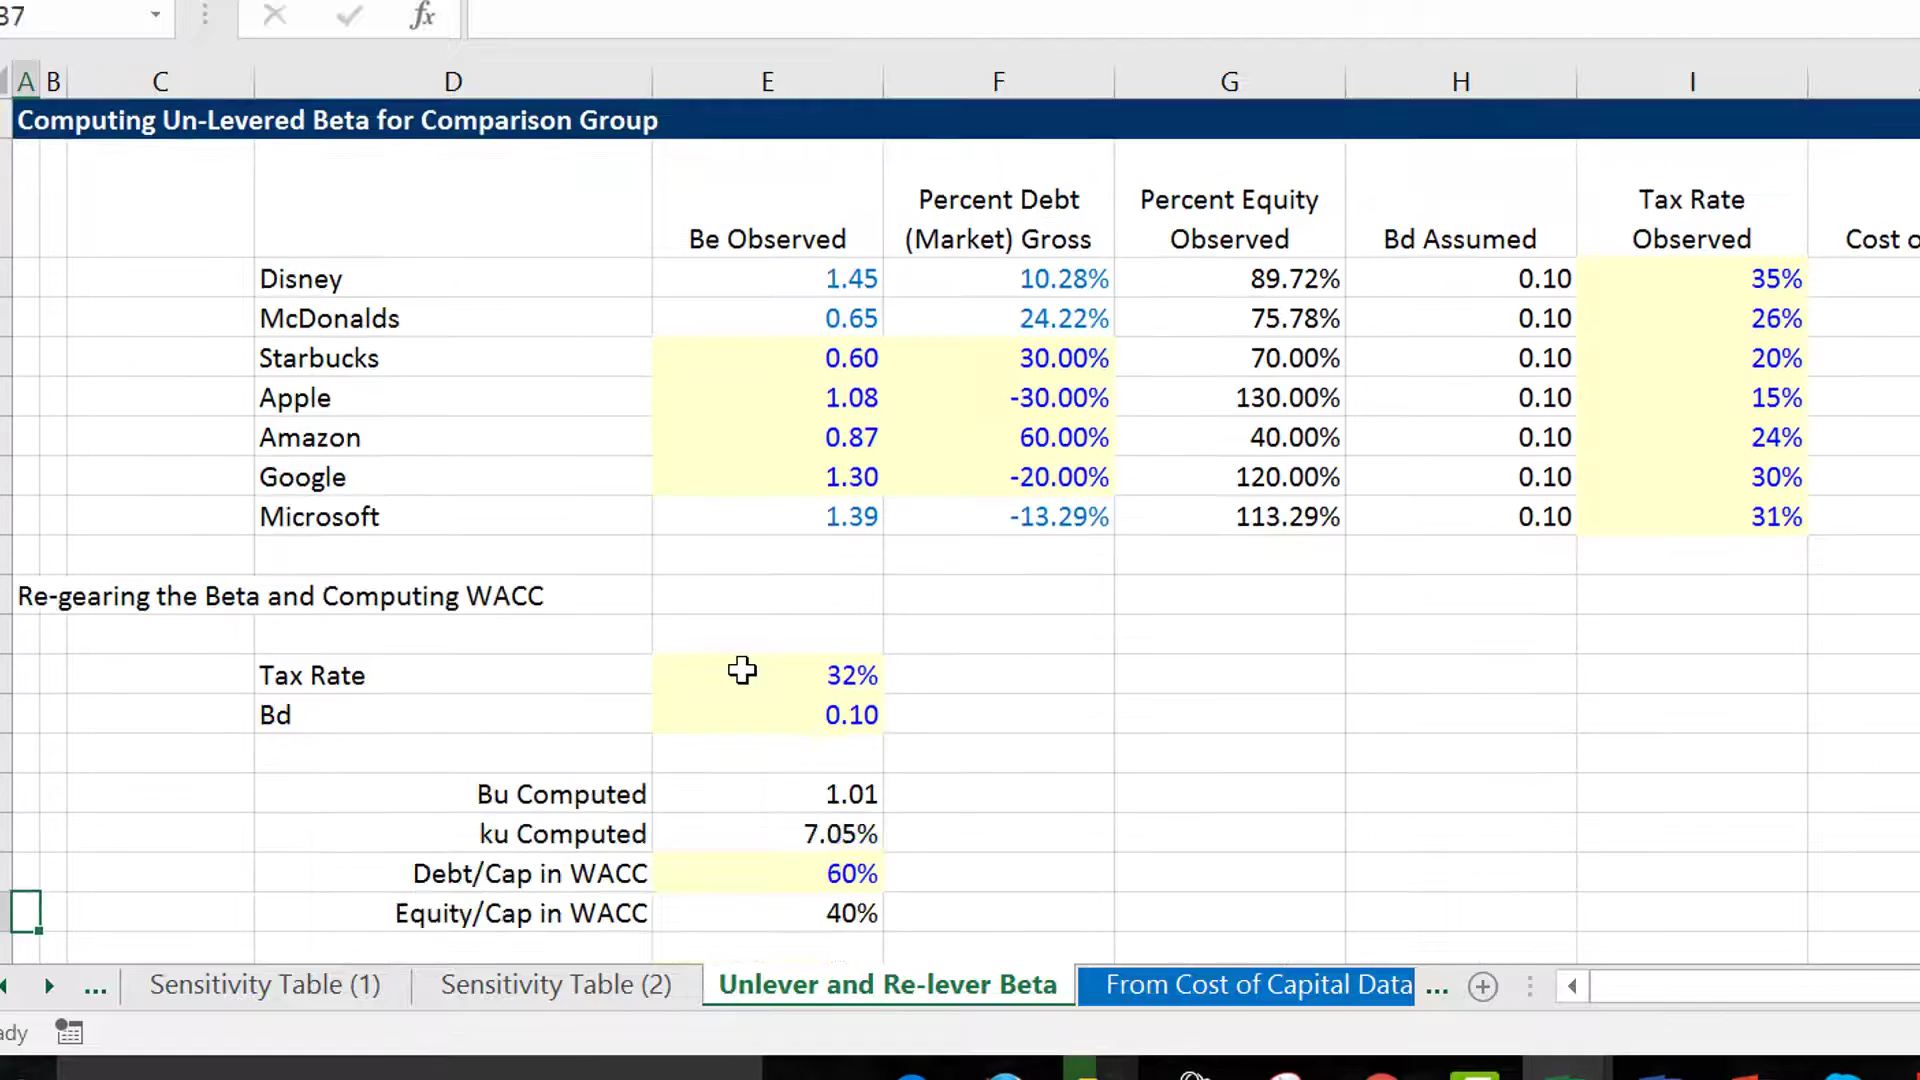 37
fx
A B C D E F G H I
Computing Un-Levered Beta for Comparison Group
Percent Debt Percent Equity Tax Rate
Be Observed (Market) Gross Observed Bd Assumed Observed Cost o
Disney 1.45 10.28% 89.72% 0.10 35%
McDonalds 0.65 24.22% 75.78% 0.10 26%
Starbucks 0.60 30.00% 70.00% 0.10 20%
Apple 1.08 -30.00% 130.00% 0.10 15%
Amazon 0.87 60.00% 40.00% 0.10 24%
Google 1.30 -20.00% 120.00% 0.10 30%
Microsoft 1.39 -13.29% 113.29% 0.10 31%
Re-gearing the Beta and Computing WACC
Tax Rate 32%
Bd 0.10
Bu Computed 1.01
ku Computed 7.05%
Debt/Cap in WACC 60%
Equity/Cap in WACC 40%
... Sensitivity Table (1) Sensitivity Table (2) Unlever and Re-lever Beta From Cost of Capital Data ...
ady